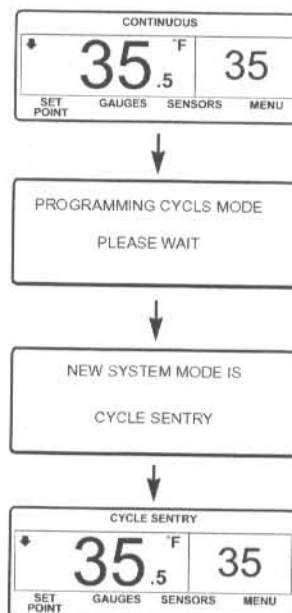 CONTINUOUS
35.5 °F 35
SET POINT GAUGES SENSORS MENU
PROGRAMMING CYCLS MODE
PLEASE WAIT
NEW SYSTEM MODE IS
CYCLE SENTRY
CYCLE SENTRY
35.5 °F 35
SET POINT GAUGES SENSORS MENU